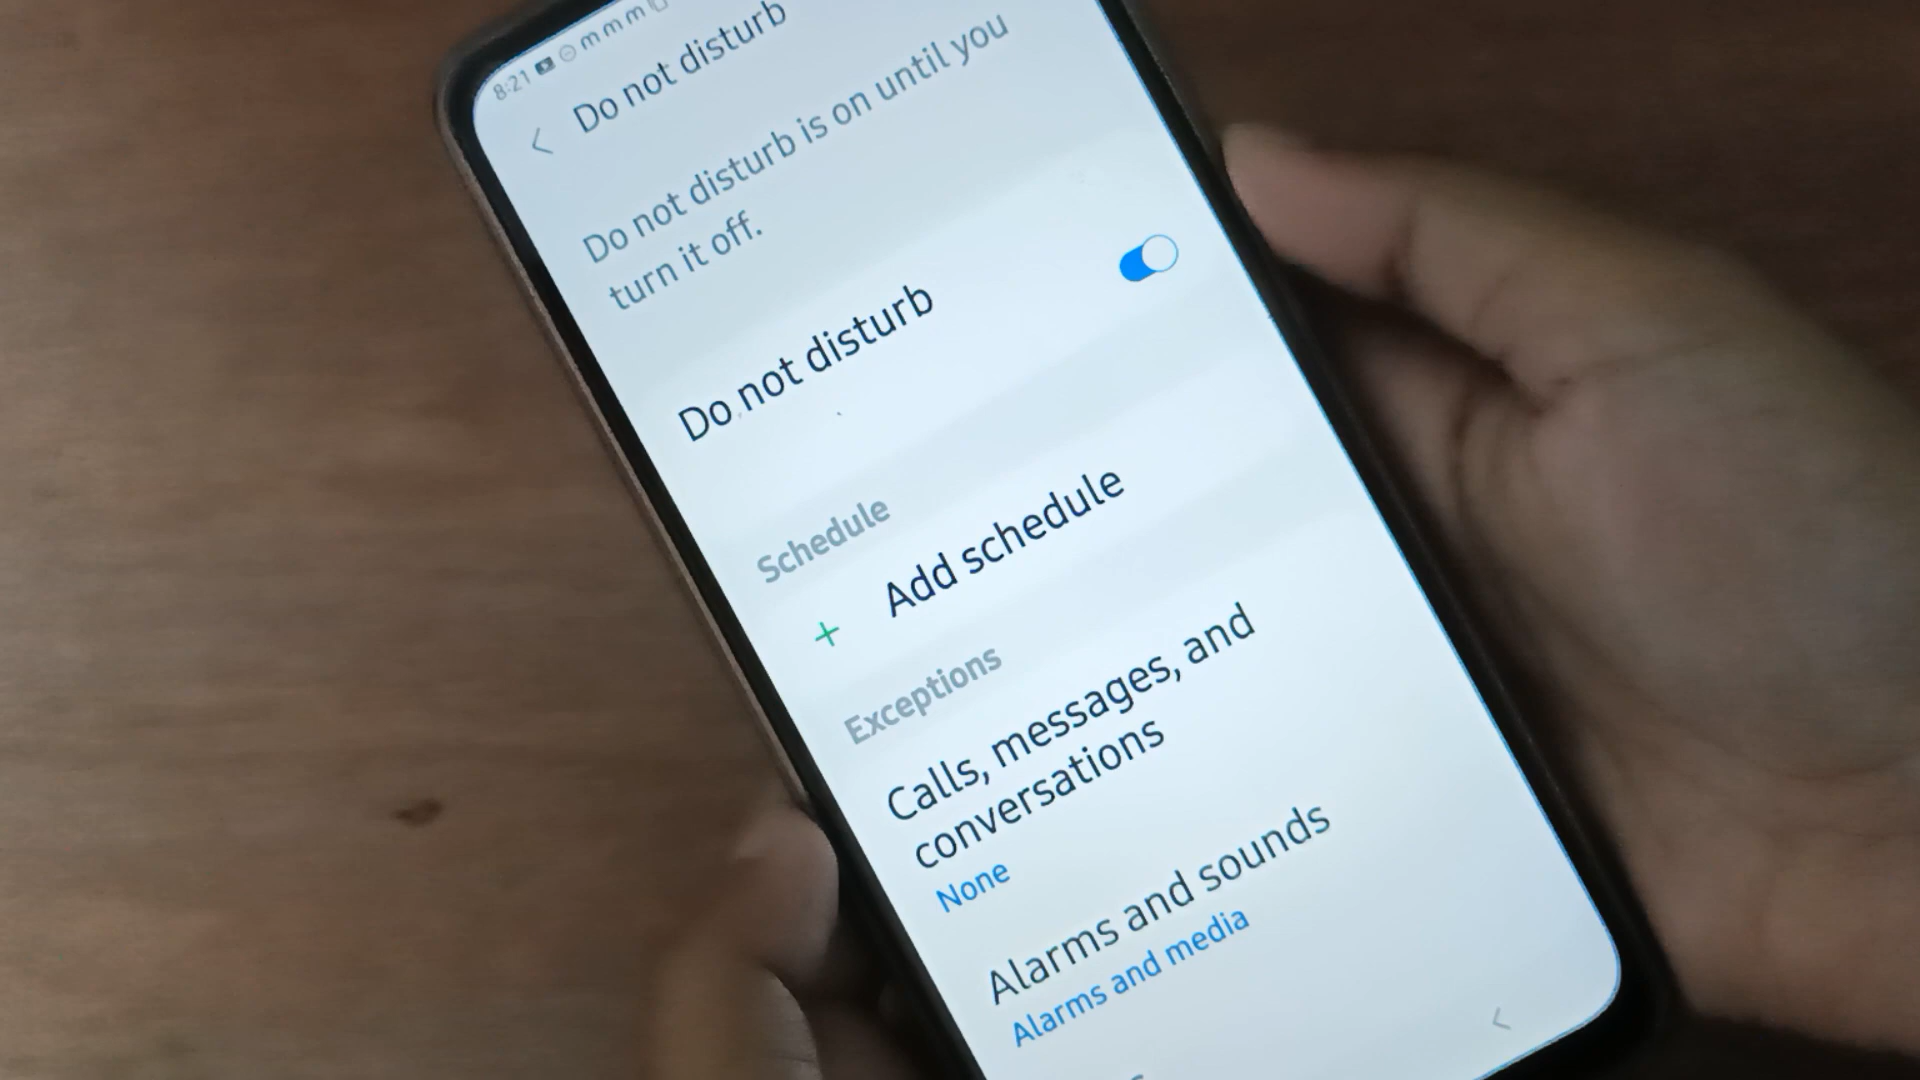 8:21
Do not disturb
Do not disturb is on until you
turn it off.
Do not disturb
Schedule
Add schedule
Exceptions
Calls, messages, and
conversations
None
Alarms and sounds
Alarms and media